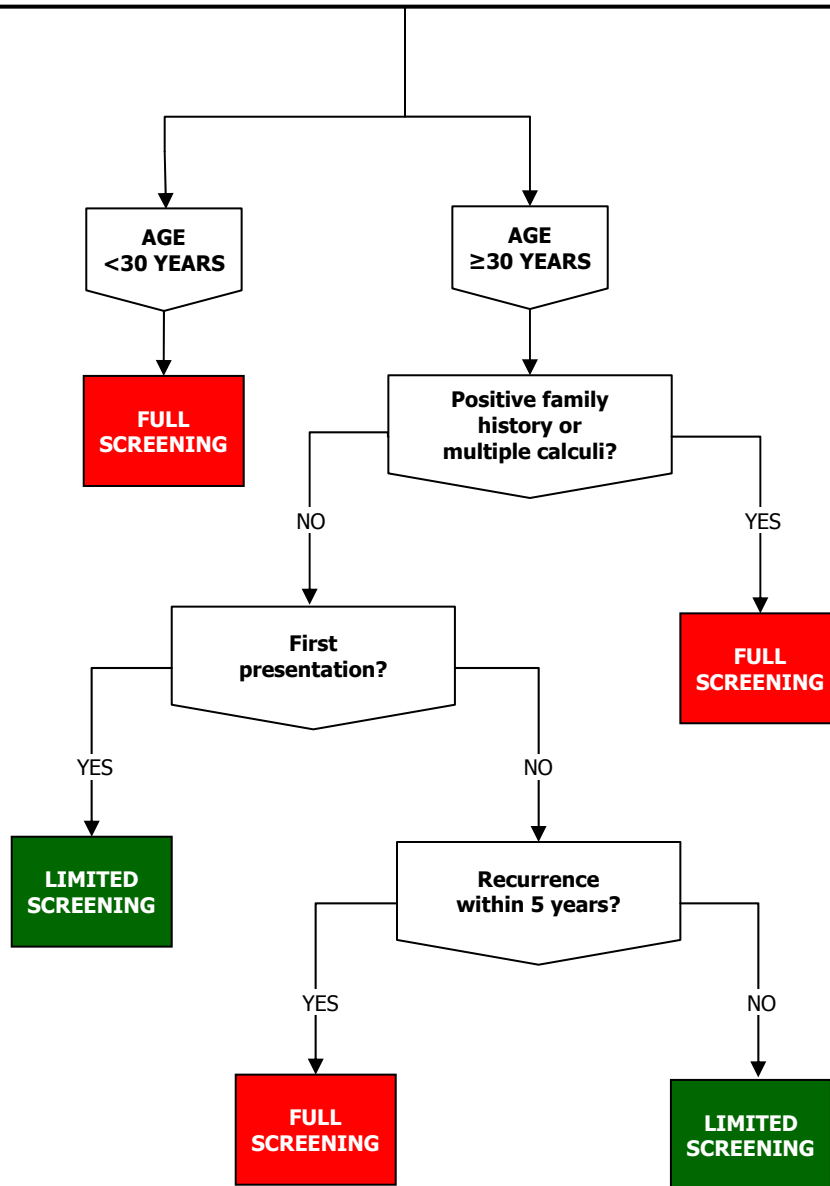 AGE
<30 YEARS
AGE
≥30 YEARS
FULL
SCREENING
Positive family
history or
multiple calculi?
NO
YES
First
presentation?
FULL
SCREENING
YES
NO
LIMITED
SCREENING
Recurrence
within 5 years?
YES
NO
FULL
SCREENING
LIMITED
SCREENING